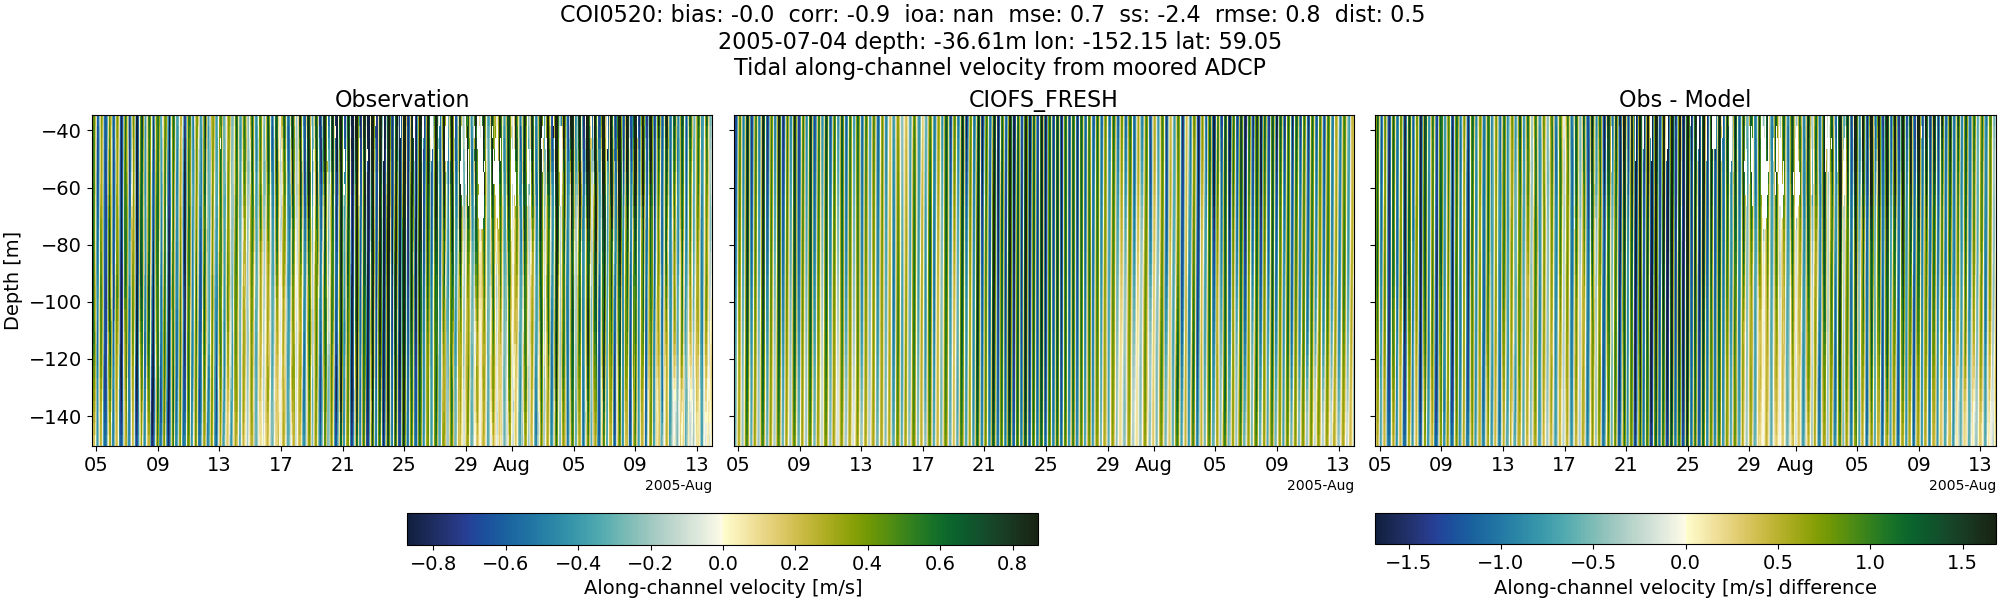 COI0520: bias: -0.0  corr: -0.9  ioa: nan  mse: 0.7  ss: -2.4  rmse: 0.8  dist: 0.5
2005-07-04 depth: -36.61m lon: -152.15 lat: 59.05
Tidal along-channel velocity from moored ADCP
Observation
CIOFS_FRESH
Obs - Model
Depth [m]
−40
−60
−80
−100
−120
−140
05 09 13 17 21 25 29 Aug 05 09 13
2005-Aug
05 09 13 17 21 25 29 Aug 05 09 13
2005-Aug
05 09 13 17 21 25 29 Aug 05 09 13
2005-Aug
−0.8 −0.6 −0.4 −0.2 0.0 0.2 0.4 0.6 0.8
Along-channel velocity [m/s]
−1.5 −1.0 −0.5 0.0 0.5 1.0 1.5
Along-channel velocity [m/s] difference